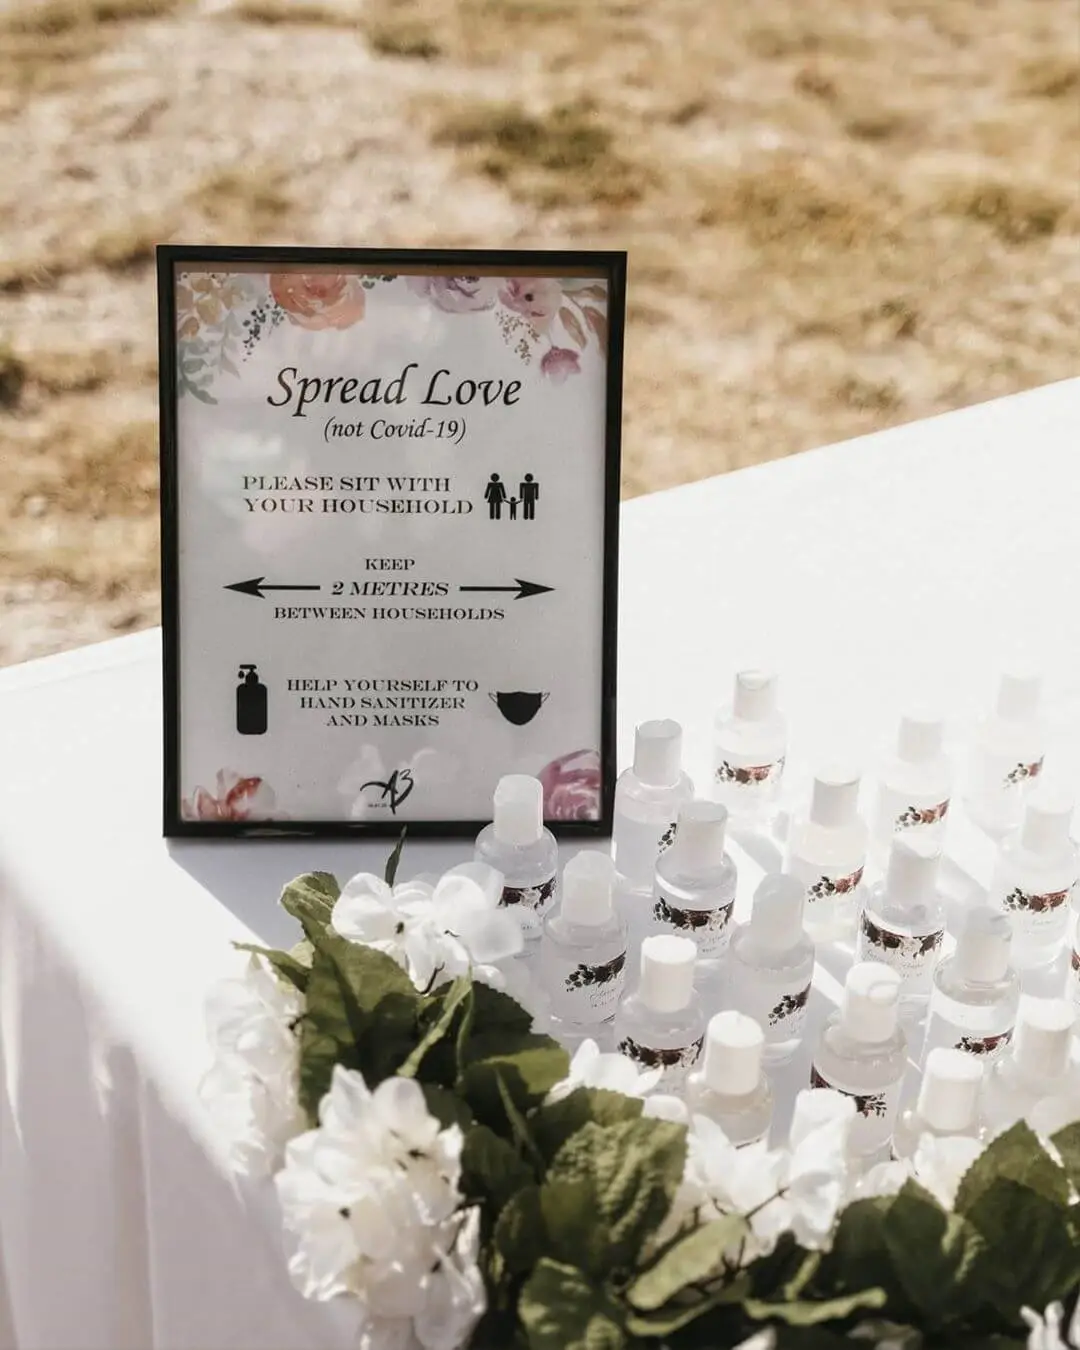 Spread Love
(not Covid-19)
PLEASE SIT WITH
YOUR HOUSEHOLD
KEEP
2 METRES
BETWEEN HOUSEHOLDS
HELP YOURSELF TO
HAND SANITIZER
AND MASKS